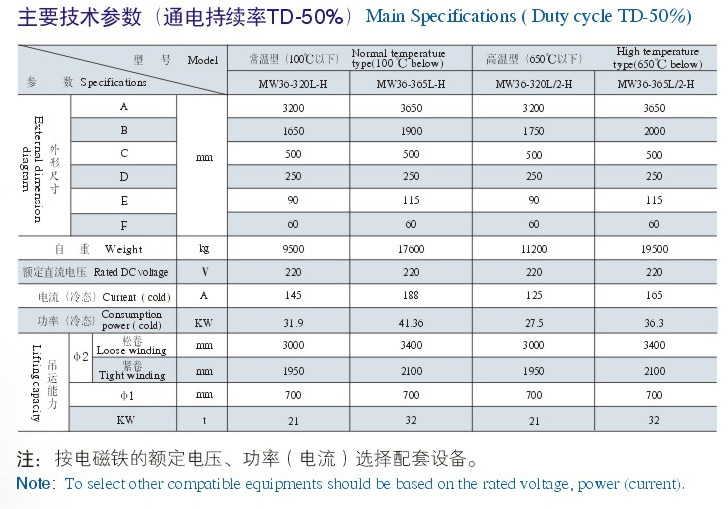 主要技术参数（通电持续率TD-50%）Main Specifications ( Duty cycle TD-50%)
型 号 Model 常温型 (100℃以下) Normal temperature type(100 ℃ below) 高温型 (650℃以下) High temperature type(650℃ below)
参 数 Specifications MW36-320L-H MW36-365L-H MW36-320L/2-H MW36-365L/2-H
外形尺寸 External dimension diagram
A mm 3200 3650 3200 3650
B 1650 1900 1750 2000
C 500 500 500 500
D 250 250 250 250
E 90 115 90 115
F 60 60 60 60
自 重 Weight kg 9500 17600 11200 19500
额定直流电压 Rated DC voltage V 220 220 220 220
电流 (冷态) Current ( cold) A 145 188 125 165
功率 (冷态) Consumption power ( cold) KW 31.9 41.36 27.5 36.3
吊运能力 Lifting capacity
φ2 松卷 Loose winding mm 3000 3400 3000 3400
紧卷 Tight winding mm 1950 2100 1950 2100
φ1 mm 700 700 700 700
KW t 21 32 21 32
注：按电磁铁的额定电压、功率（电流）选择配套设备。
Note: To select other compatible equipments should be based on the rated voltage, power (current).